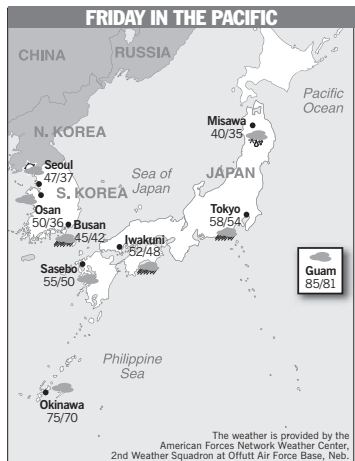 FRIDAY IN THE PACIFIC
CHINA
RUSSIA
Pacific
Ocean
Misawa
40/35
N. KOREA
Seoul
47/37
Sea of
Japan
JAPAN
S. KOREA
Osan
50/36
Busan
45/42
Tokyo
58/54
Iwakuni
52/48
Sasebo
55/50
Guam
85/81
Philippine
Sea
Okinawa
75/70
The weather is provided by the
American Forces Network Weather Center,
2nd Weather Squadron at Offutt Air Force Base, Neb.